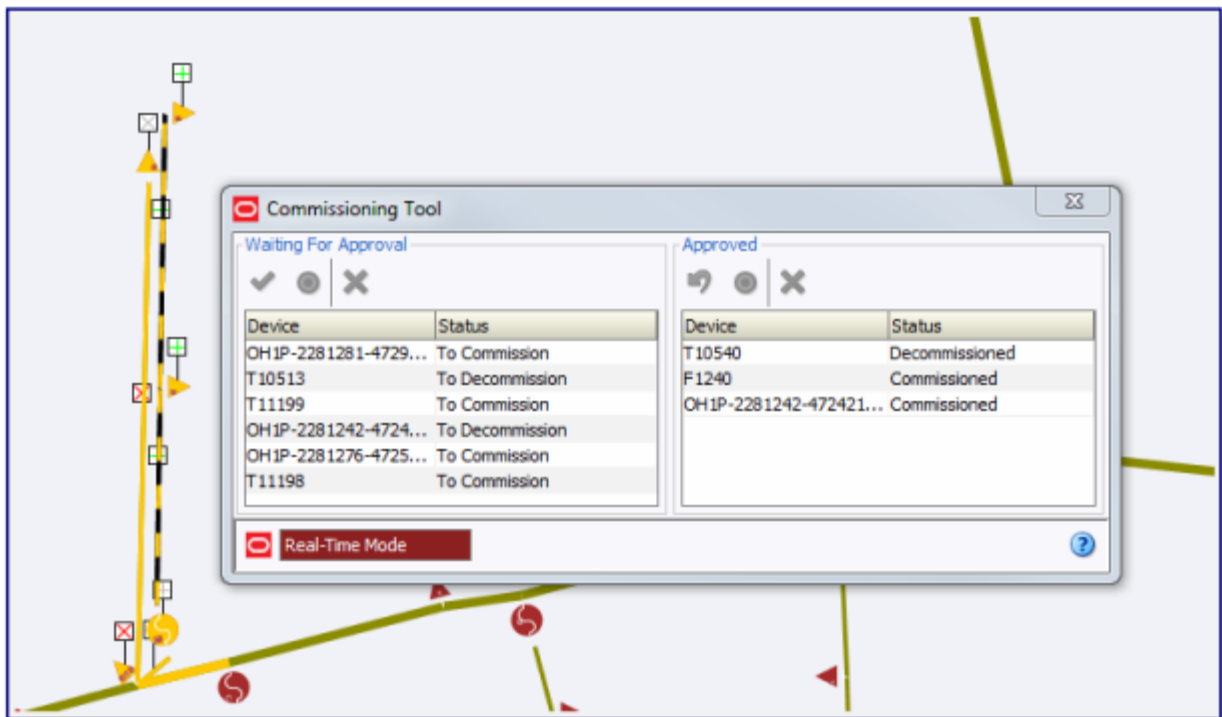 Commissioning Tool
Waiting For Approval
Device Status
OH1P-2281281-4729... To Commission
T10513 To Decommission
T11199 To Commission
OH1P-2281242-4724... To Decommission
OH1P-2281276-4725... To Commission
T11198 To Commission
Approved
Device Status
T10540 Decommissioned
F1240 Commissioned
OH1P-2281242-472421... Commissioned
Real-Time Mode
?